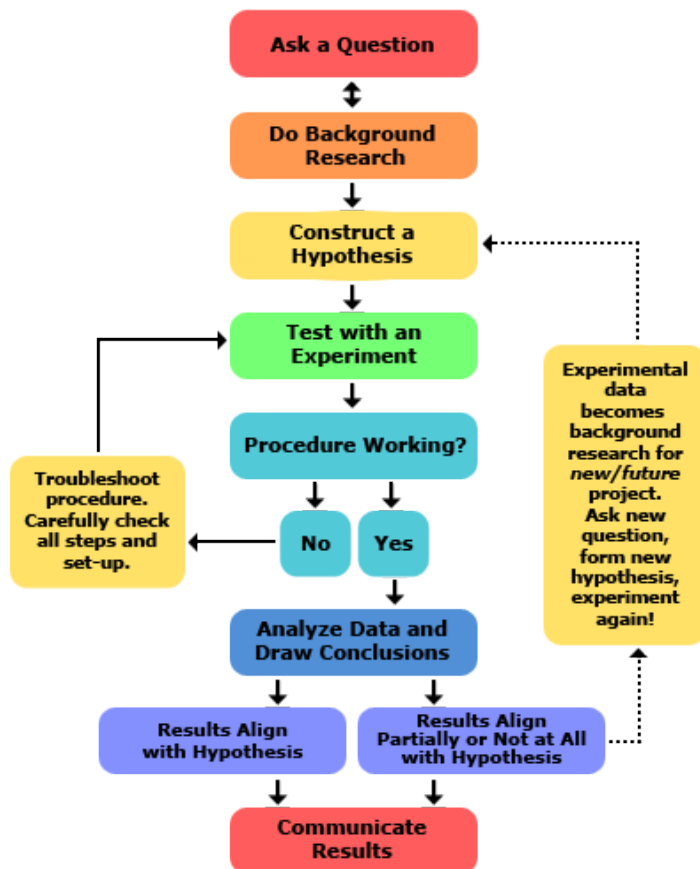 Ask a Question
Do Background
Research
Construct a
Hypothesis
Test with an
Experiment
Procedure Working?
No
Yes
Troubleshoot
procedure.
Carefully check
all steps and
set-up.
Analyze Data and
Draw Conclusions
Results Align
with Hypothesis
Results Align
Partially or Not at All
with Hypothesis
Experimental
data
becomes
background
research for
new/future
project.
Ask new
question,
form new
hypothesis,
experiment
again!
Communicate
Results